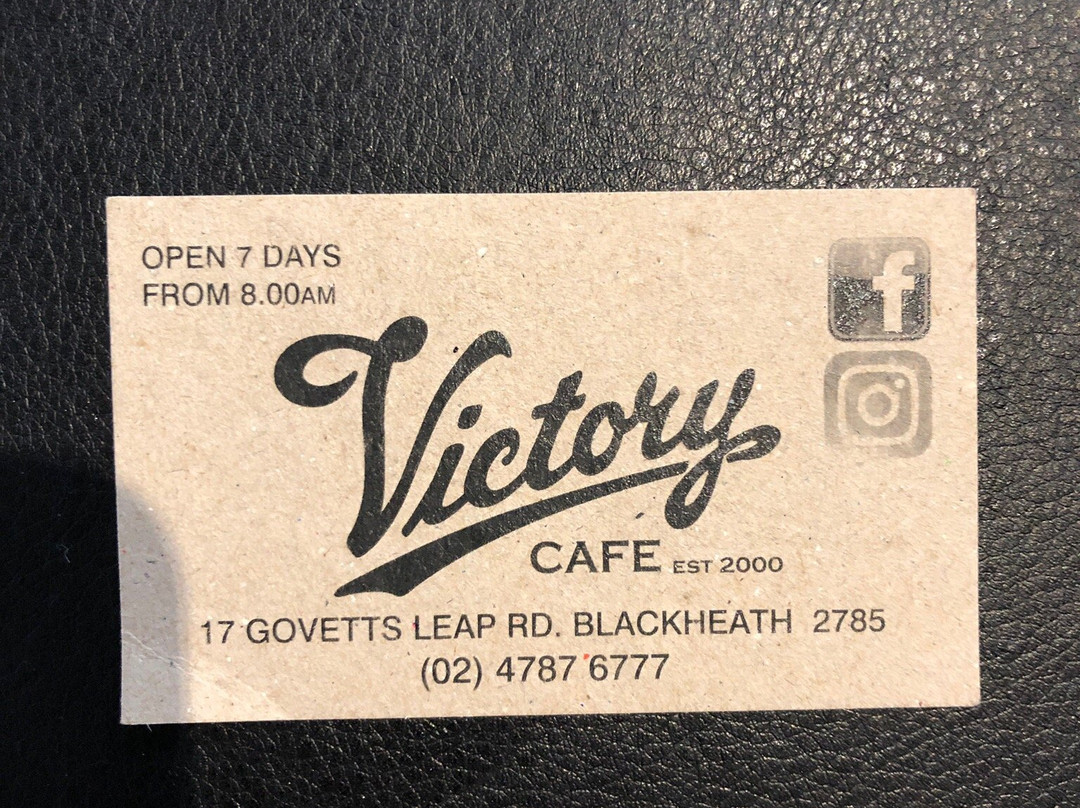 OPEN 7 DAYS
FROM 8.00AM
f
Victory
CAFE EST 2000
17 GOVETTS LEAP RD. BLACKHEATH 2785
(02) 4787 6777